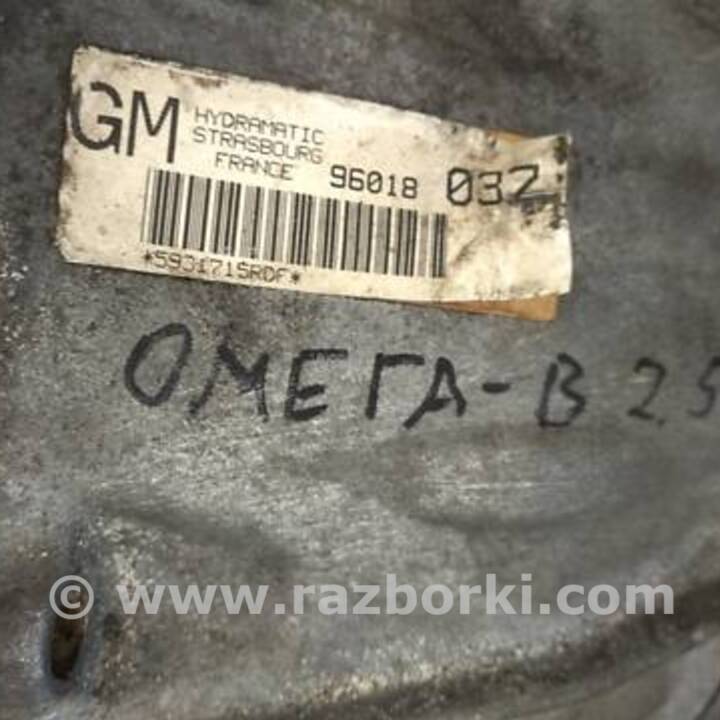 GM HYDRAMATIC
STRASBOURG
FRANCE 96018 037
*5931715RDF*
ОМЕГА-В 2.5
© www.razborki.com